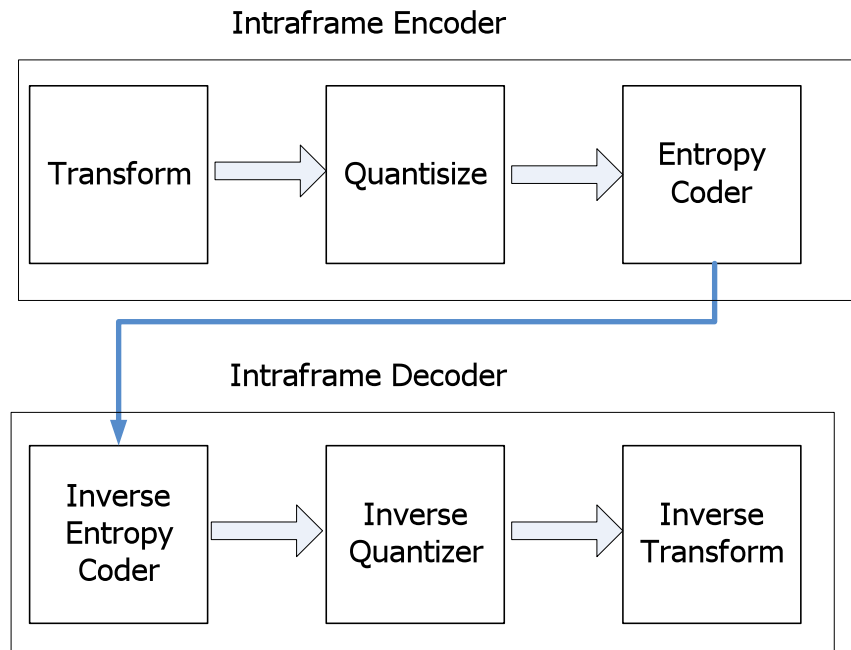 Intraframe Encoder
Transform
Quantisize
Entropy
Coder
Intraframe Decoder
Inverse
Entropy
Coder
Inverse
Quantizer
Inverse
Transform